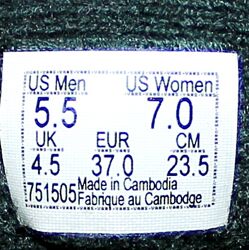 US Men US Women
5.5 7.0
UK EUR CM
4.5 37.0 23.5
751505 Made in Cambodia
Fabrique au Cambodge